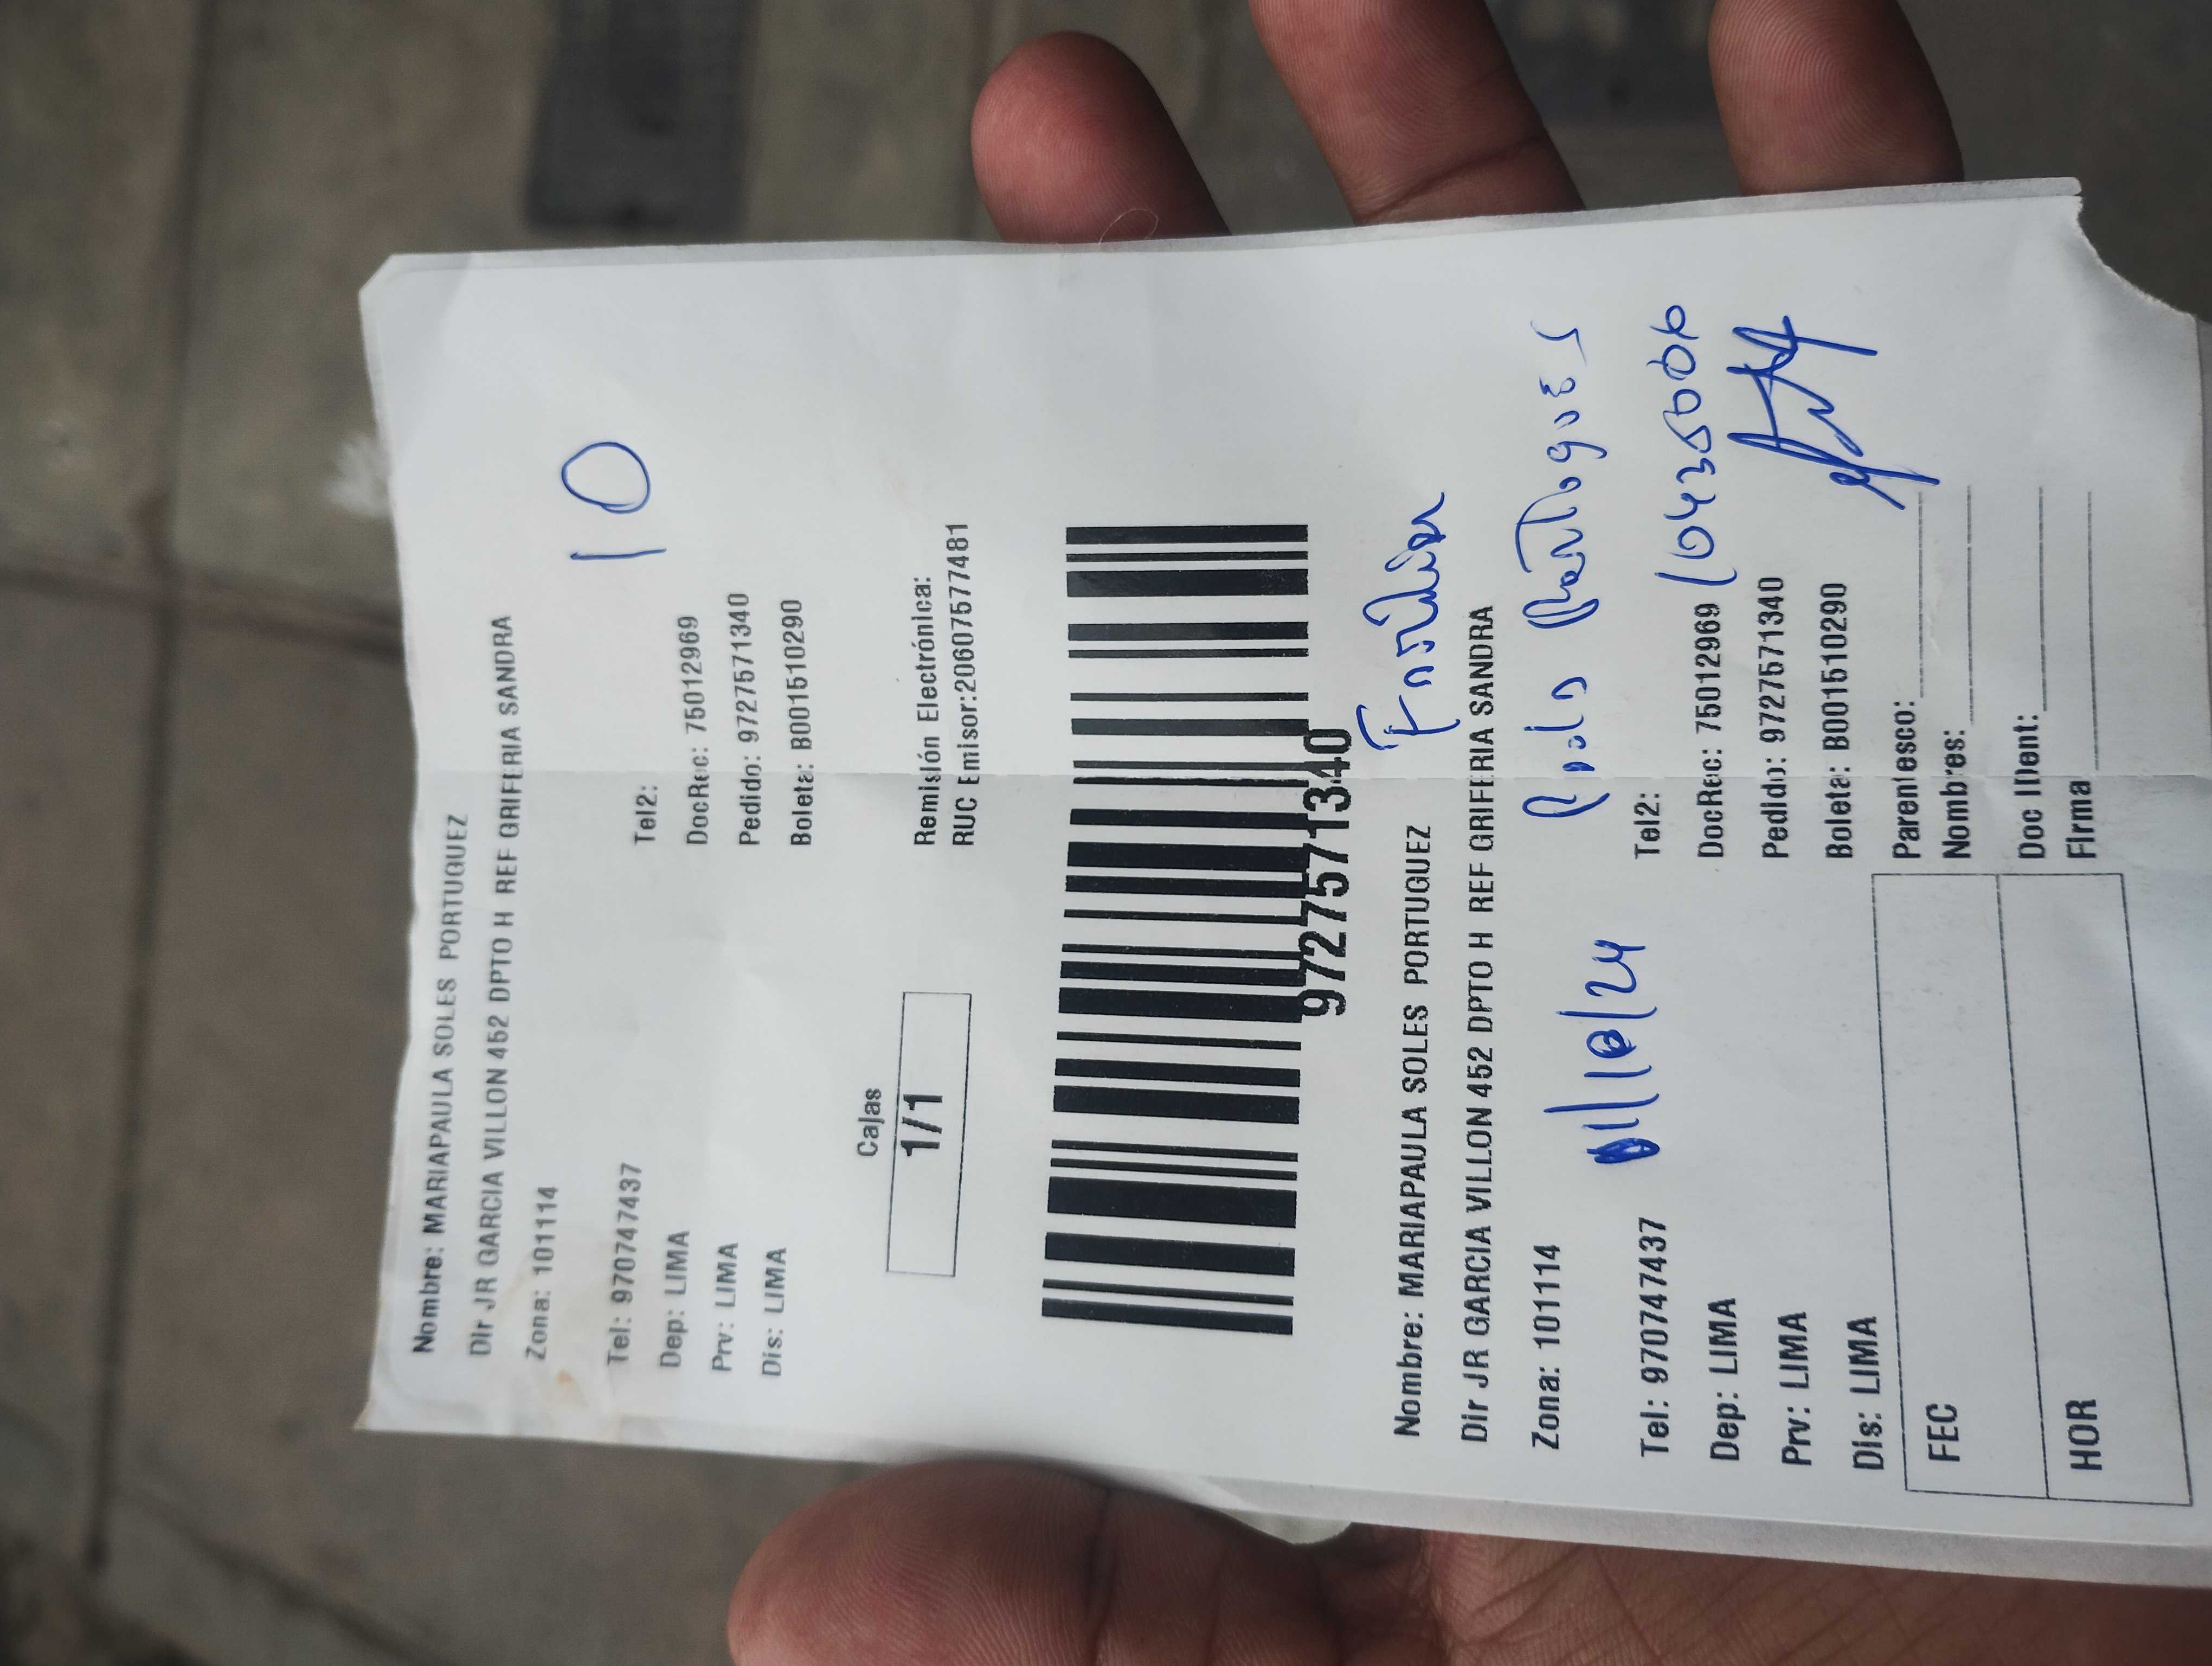 Nombre: MARIAPAULA SOLES PORTUGUEZ
Dir JR GARCIA VILLON 452 DPTO H REF GRIFERIA SANDRA
Zona: 101114
10
Tel: 970747437 Tel2:
Dep: LIMA DocRec: 75012969
Prv: LIMA Pedido: 9727571340
Dis: LIMA Boleta: B001510290
Cajas
1/1
Remisión Electrónica:
RUC Emisor:20607577481
9727571340
Familiar
Nombre: MARIAPAULA SOLES PORTUGUEZ
Dir JR GARCIA VILLON 452 DPTO H REF GRIFERIA SANDRA
Zona: 101114
Tel: 970747437 Tel2:
Dep: LIMA DocRec: 75012969
Prv: LIMA Pedido: 9727571340
Dis: LIMA Boleta: B001510290
FEC
HOR
Parentesco:
Nombres:
Doc IDent:
Firma